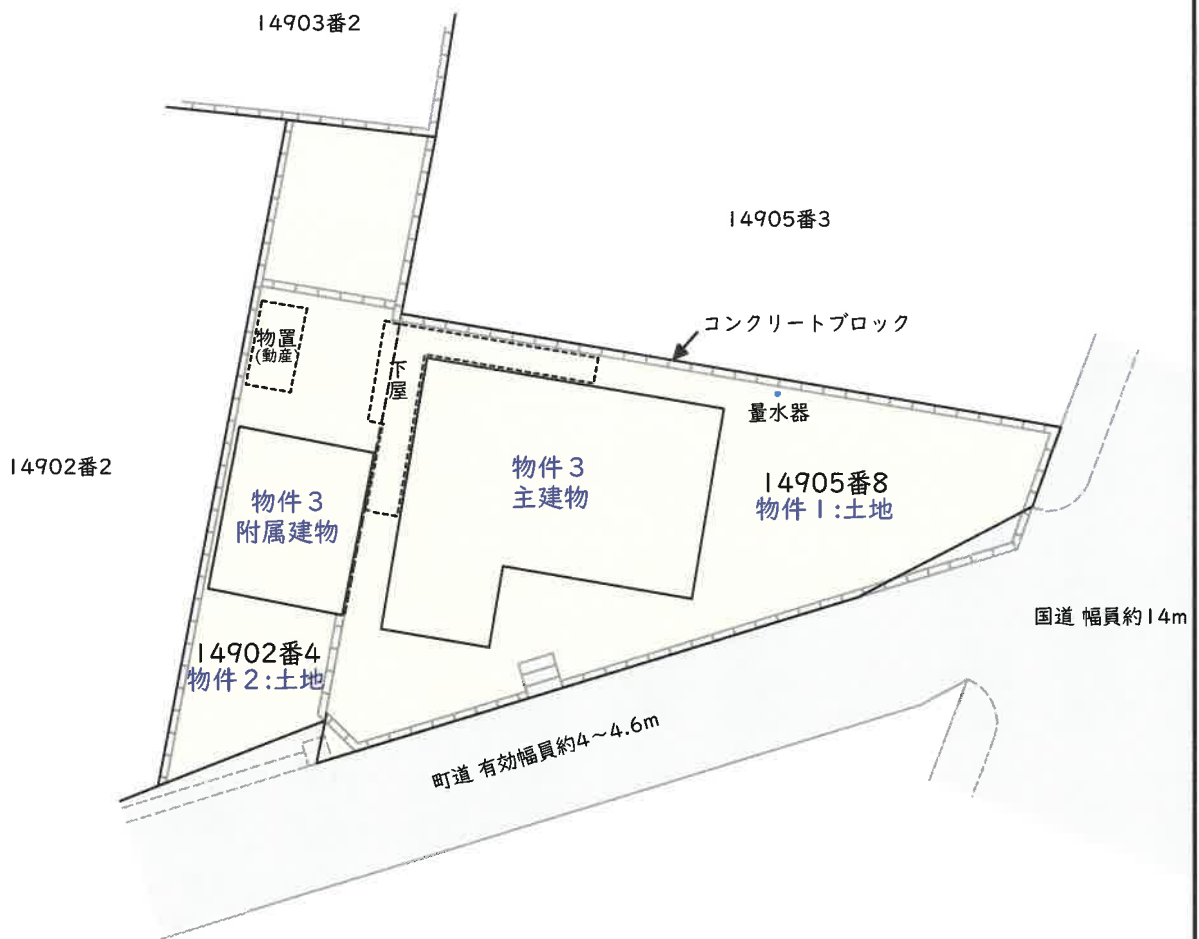 14903番2
14905番3
コンクリートブロック
物置
(動産)
下屋
量水器
14902番2
物件3
主建物
14905番8
物件1:土地
物件3
附属建物
国道 幅員約14m
14902番4
物件2:土地
町道 有効幅員約4～4.6m